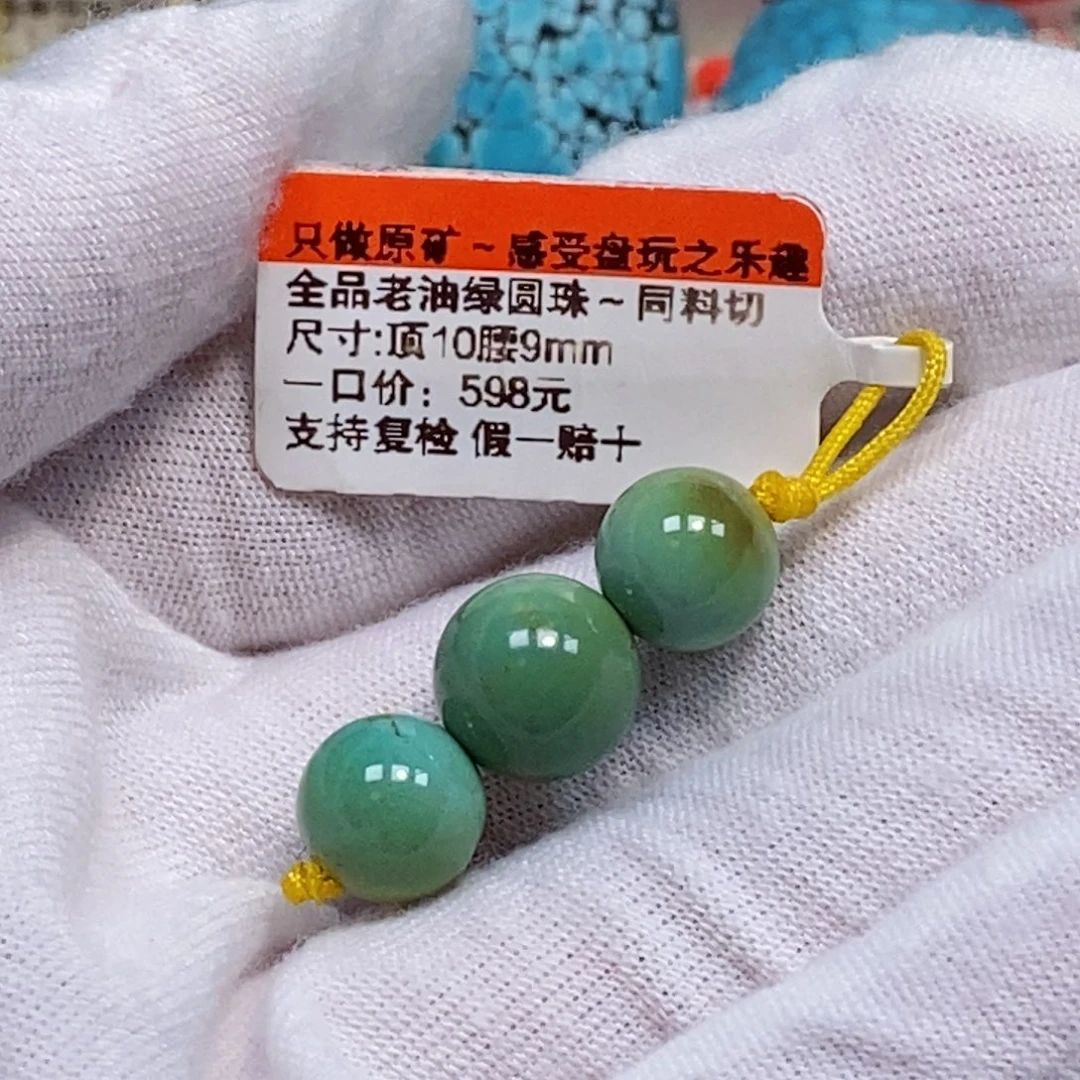 只做原矿~感受盘玩之乐趣
全品老油绿圆珠~同料切
尺寸:顶10腰9mm
一口价：598元
支持复检 假一赔十